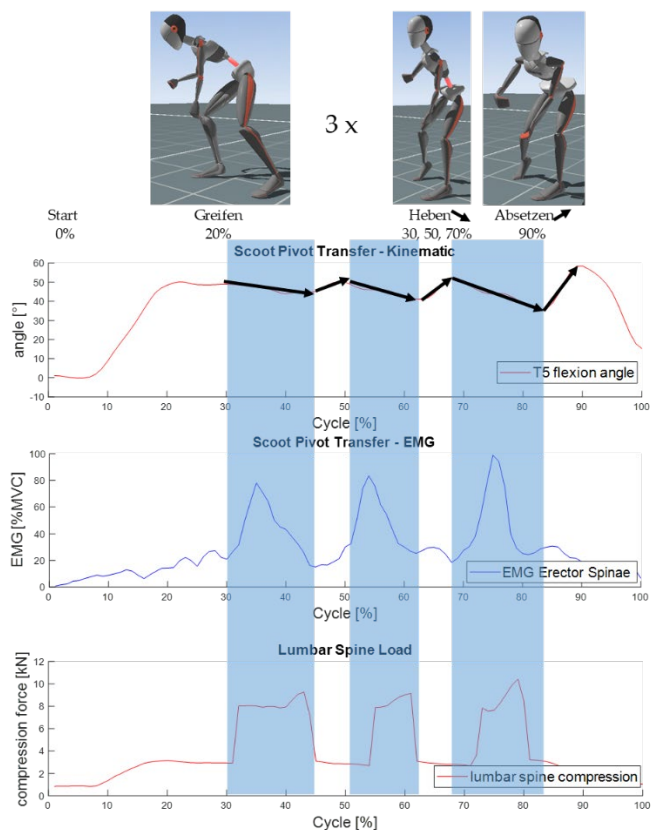 3 x
Start Greifen Heben Absetzen
0% 20% 30, 50, 70% 90%
Scoot Pivot Transfer - Kinematic
angle [°]
60
50
40
30
20
10
0
-10
T5 flexion angle
0 10 20 30 40 50 60 70 80 90 100
Cycle [%]
Scoot Pivot Transfer - EMG
EMG [%MVC]
100
80
60
40
20
0
EMG Erector Spinae
0 10 20 30 40 50 60 70 80 90 100
Cycle [%]
Lumbar Spine Load
compression force [kN]
12
10
8
6
4
2
0
lumbar spine compression
0 10 20 30 40 50 60 70 80 90 100
Cycle [%]